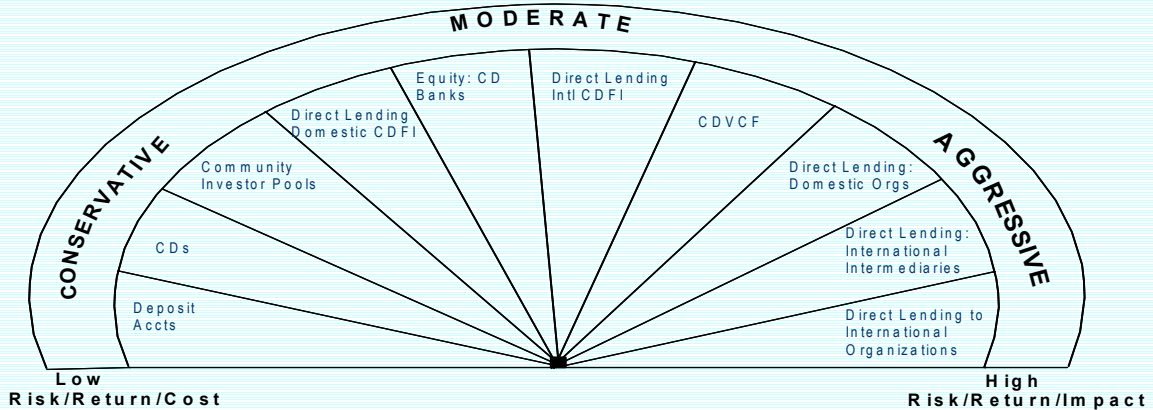 MODERATE
CONSERVATIVE
AGGRESSIVE
Deposit
Accts
CDs
Community
Investor Pools
Direct Lending
Domestic CDFI
Equity: CD
Banks
Direct Lending
Intl CDFI
CDVCF
Direct Lending:
Domestic Orgs
Direct Lending:
International
Intermediaries
Direct Lending to
International
Organizations
Low
Risk/Return/Cost
High
Risk/Return/Impact